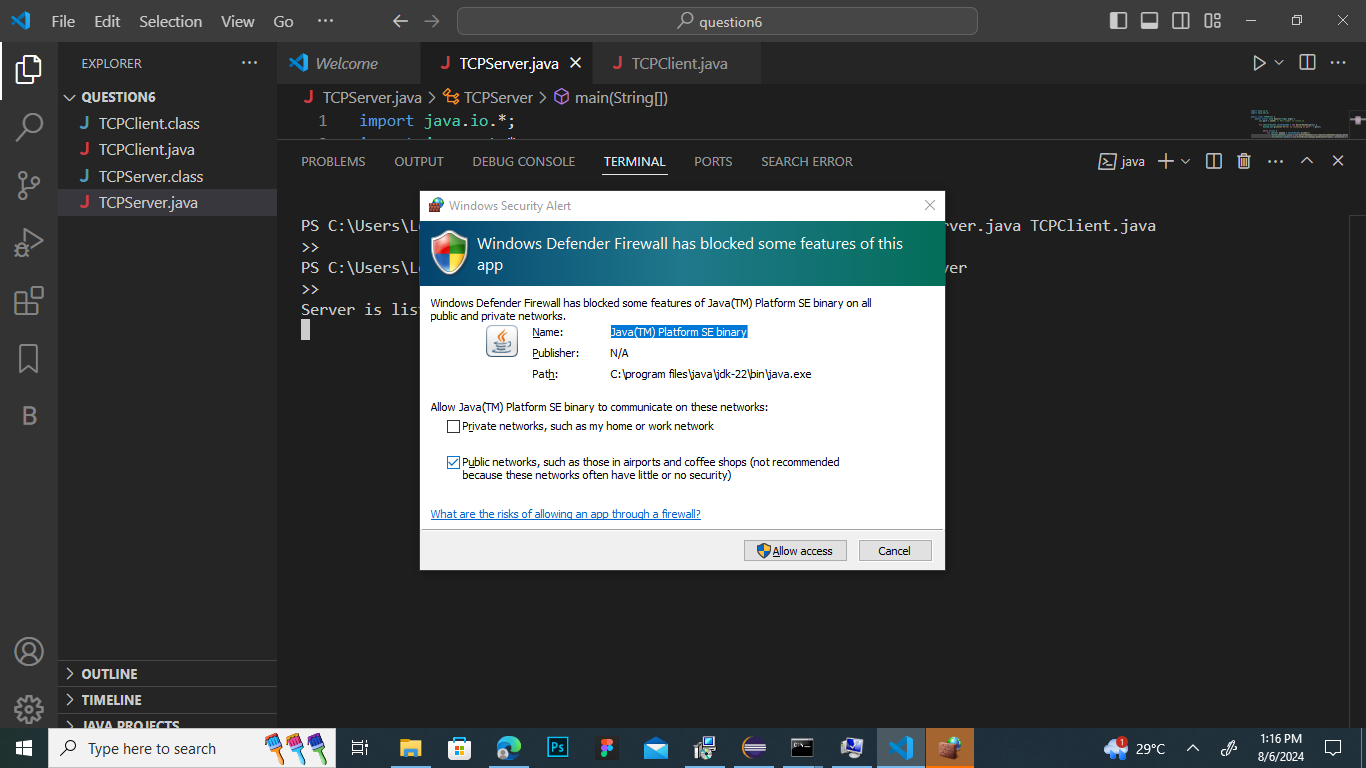 File Edit Selection View Go ···
question6
EXPLORER ···
QUESTION6
TCPClient.class
TCPClient.java
TCPServer.class
TCPServer.java
OUTLINE
TIMELINE
JAVA PROJECTS
Welcome TCPServer.java TCPClient.java
TCPServer.java > TCPServer > main(String[])
1 import java.io.*;
PROBLEMS OUTPUT DEBUG CONSOLE TERMINAL PORTS SEARCH ERROR
java
PS C:\Users\L
ver.java TCPClient.java
>>
PS C:\Users\L
ver
>>
Server is lis
Windows Security Alert
Windows Defender Firewall has blocked some features of this
app
Windows Defender Firewall has blocked some features of Java(TM) Platform SE binary on all
public and private networks.
Name: Java(TM) Platform SE binary
Publisher: N/A
Path: C:\program files\java\jdk-22\bin\java.exe
Allow Java(TM) Platform SE binary to communicate on these networks:
Private networks, such as my home or work network
Public networks, such as those in airports and coffee shops (not recommended
because these networks often have little or no security)
What are the risks of allowing an app through a firewall?
Allow access Cancel
Type here to search
Ps
1
29°C
1:16 PM
8/6/2024